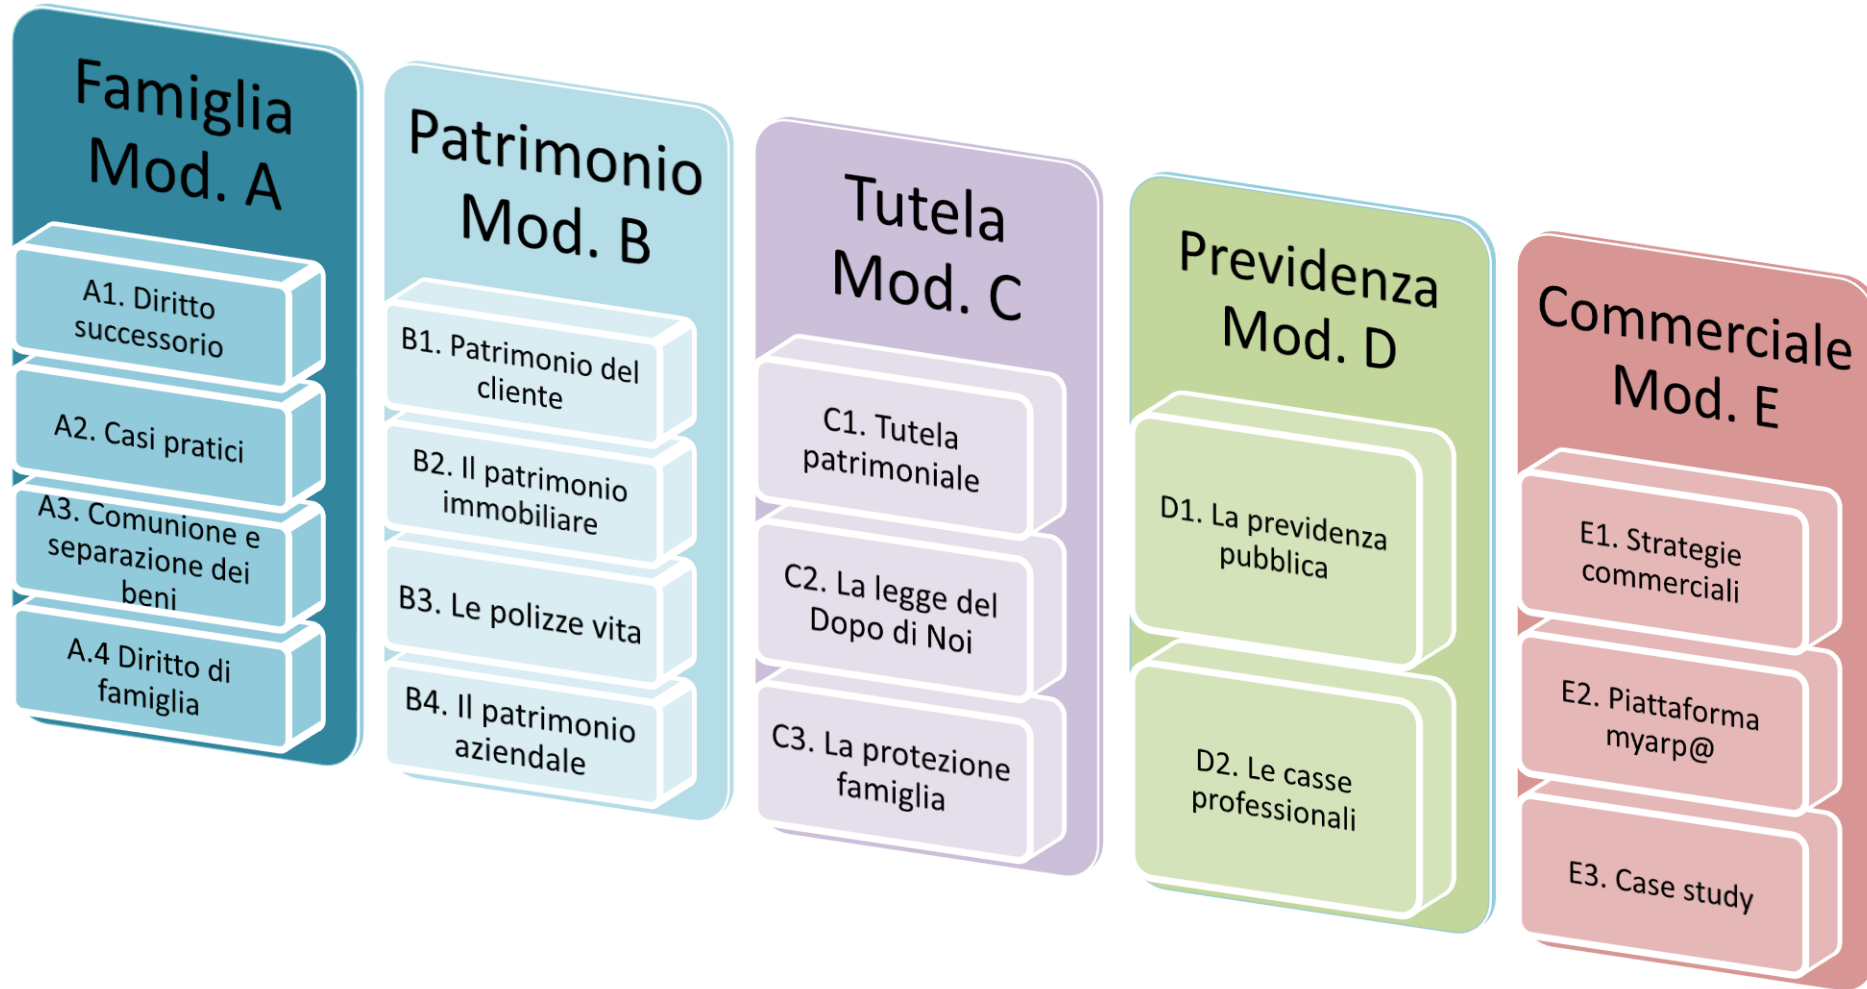 Famiglia
Mod. A
A1. Diritto
successorio
A2. Casi pratici
A3. Comunione e
separazione dei
beni
A.4 Diritto di
famiglia
Patrimonio
Mod. B
B1. Patrimonio del
cliente
B2. Il patrimonio
immobiliare
B3. Le polizze vita
B4. Il patrimonio
aziendale
Tutela
Mod. C
C1. Tutela
patrimoniale
C2. La legge del
Dopo di Noi
C3. La protezione
famiglia
Previdenza
Mod. D
D1. La previdenza
pubblica
D2. Le casse
professionali
Commerciale
Mod. E
E1. Strategie
commerciali
E2. Piattaforma
myarp@
E3. Case study